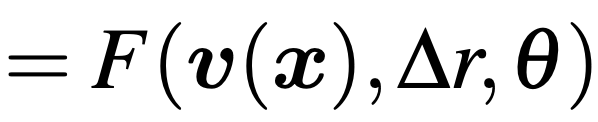 = F(𝒗(𝒙), Δr, 𝜽)